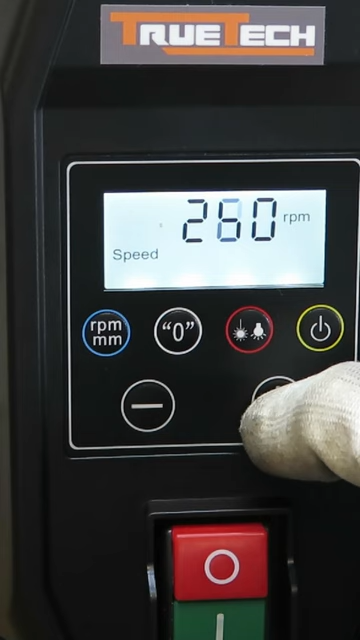 TRUETECH
260 rpm
Speed
rpm mm
"0"